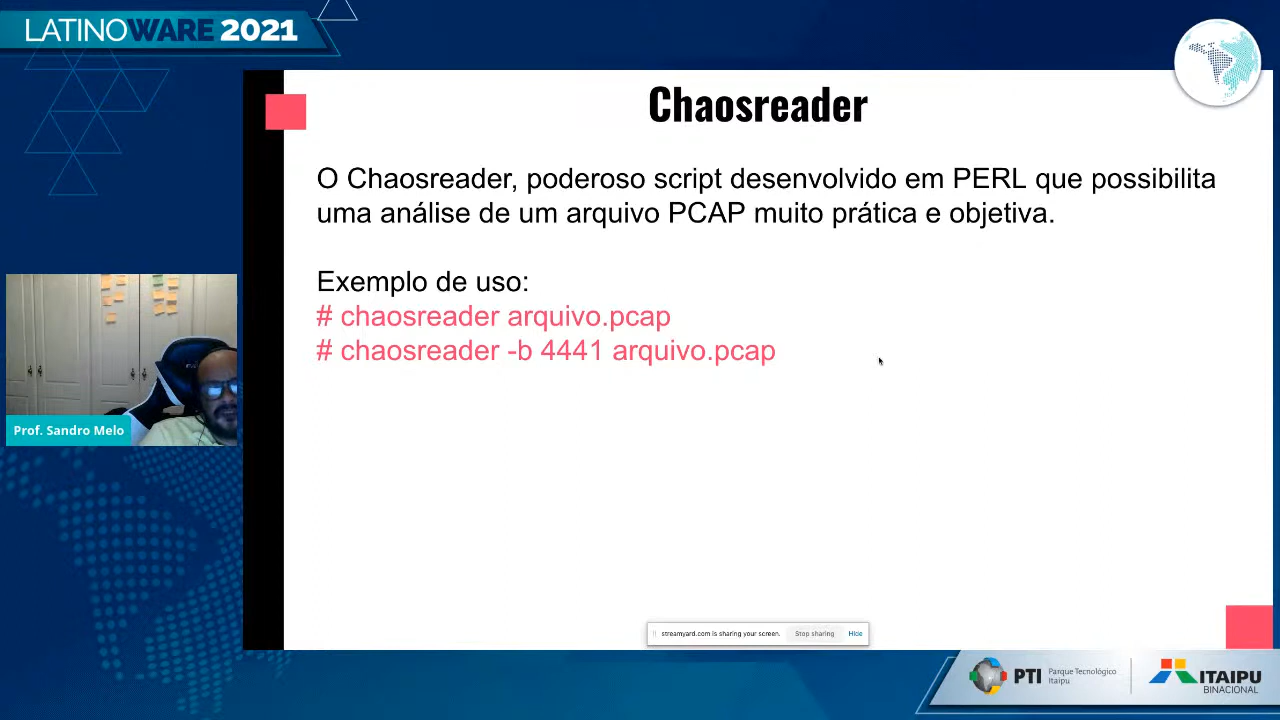 LATINOWARE 2021
Chaosreader
O Chaosreader, poderoso script desenvolvido em PERL que possibilita
uma análise de um arquivo PCAP muito prática e objetiva.
Exemplo de uso:
# chaosreader arquivo.pcap
# chaosreader -b 4441 arquivo.pcap
Prof. Sandro Melo
streamyard.com is sharing your screen. Stop sharing Hide
PTI Parque Tecnológico
Itaipu
ITAIPU
BINACIONAL